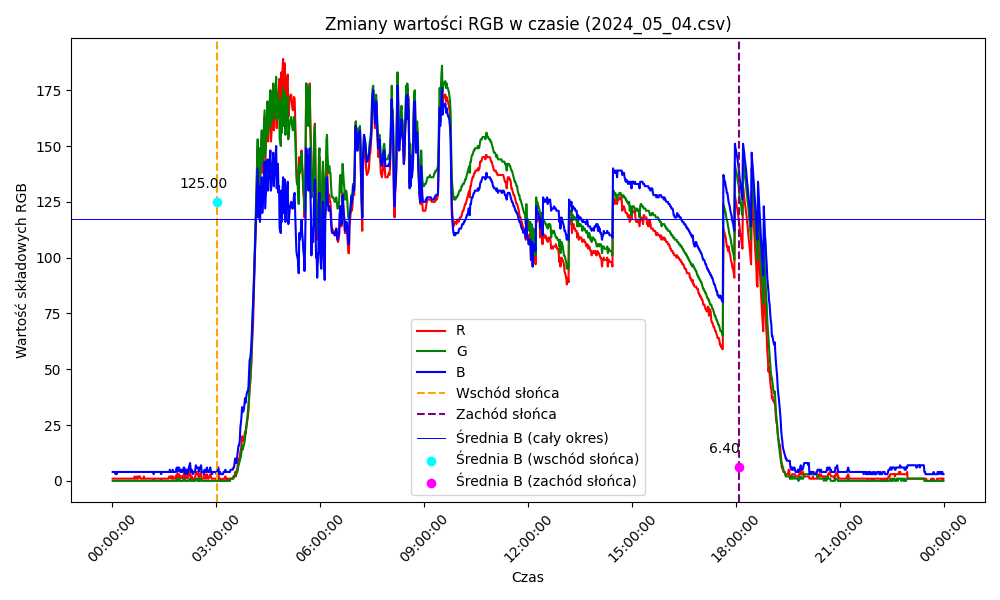 Zmiany wartości RGB w czasie (2024_05_04.csv)
Wartość składowych RGB
175
150
125
100
75
50
25
0
125.00
6.40
R
G
B
Wschód słońca
Zachód słońca
Średnia B (cały okres)
Średnia B (wschód słońca)
Średnia B (zachód słońca)
00:00:00
03:00:00
06:00:00
09:00:00
12:00:00
15:00:00
18:00:00
21:00:00
00:00:00
Czas